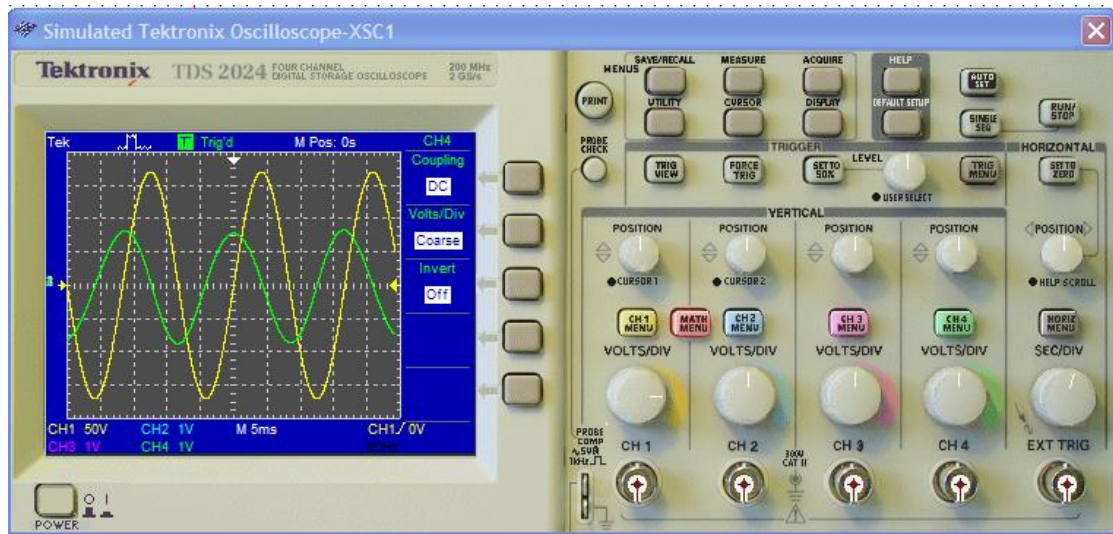 Simulated Tektronix Oscilloscope-XSC1
Tektronix TDS 2024 FOUR CHANNEL DIGITAL STORAGE OSCILLOSCOPE 200 MHz 2 GS/s
Tek T Trig'd M Pos: 0s CH4
Coupling
DC
Volts/Div
Coarse
Invert
Off
CH1 50V CH2 1V M 5ms CH1 / 0V
CH3 1V CH4 1V
POWER
MENUS
SAVE/RECALL MEASURE ACQUIRE HELP
AUTO SET
PRINT
UTILITY CURSOR DISPLAY DEFAULT SETUP
SINGLE SEQ
RUN/STOP
PROBE CHECK
TRIGGER
HORIZONTAL
TRIG VIEW
FORCE TRIG
SET TO 50%
LEVEL
TRIG MENU
SET TO ZERO
USER SELECT
VERTICAL
POSITION POSITION POSITION POSITION POSITION
CURSOR 1 CURSOR 2 HELP SCROLL
CH 1 MENU
MATH MENU
CH 2 MENU
CH 3 MENU
CH 4 MENU
HORIZ MENU
VOLTS/DIV VOLTS/DIV VOLTS/DIV VOLTS/DIV SEC/DIV
PROBE COMP
~5V@
1kHz
CH 1 CH 2 CH 3 CH 4 EXT TRIG
300V
CAT II